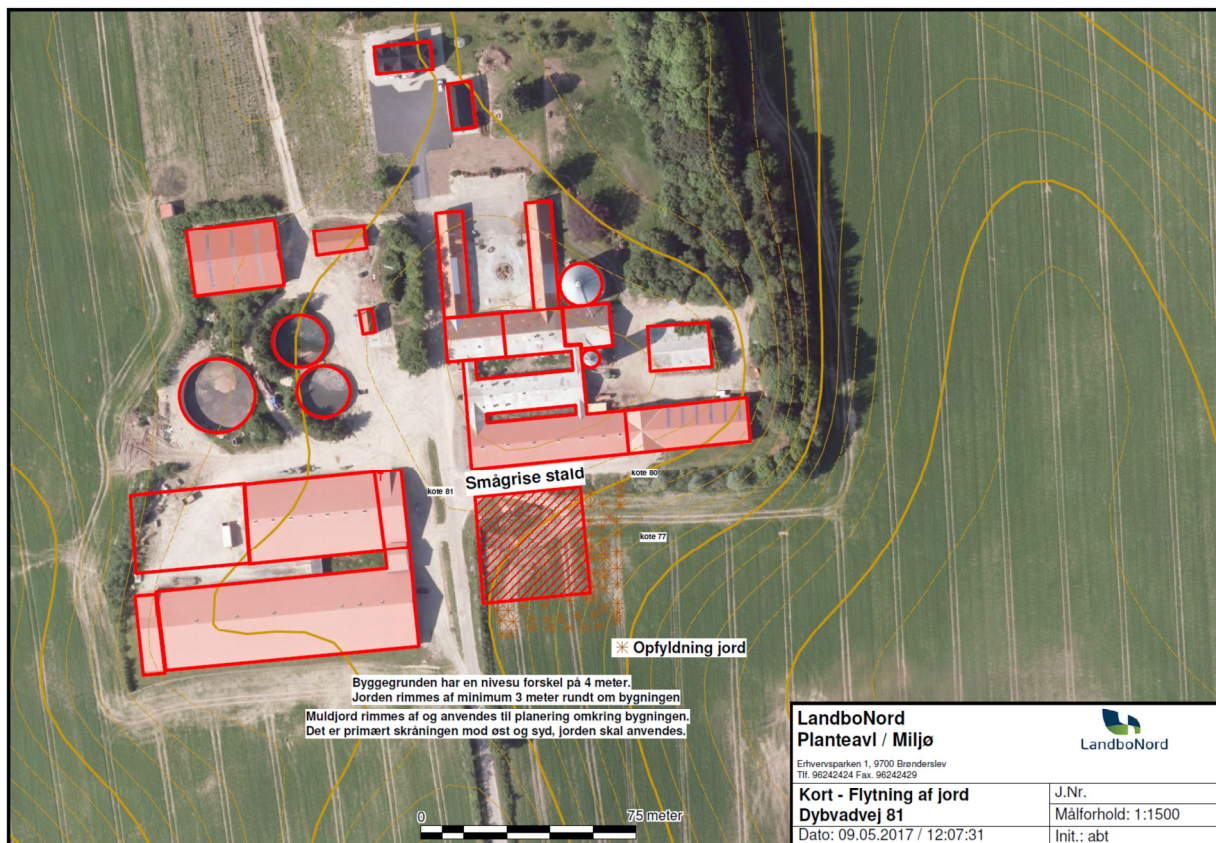 Smågrise stald
kote 80
kote 81
kote 77
Opfyldning jord
Byggegrunden har en nivesu forskel på 4 meter.
Jorden rimmes af minimum 3 meter rundt om bygningen
Muldjord rimmes af og anvendes til planering omkring bygningen.
Det er primært skråningen mod øst og syd, jorden skal anvendes.
0 75 meter
LandboNord
Planteavl / Miljø
LandboNord
Erhvervsparken 1, 9700 Brønderslev
Tlf. 96242424 Fax. 96242429
Kort - Flytning af jord
Dybvadvej 81
Dato: 09.05.2017 / 12:07:31
J.Nr.
Målforhold: 1:1500
Init.: abt